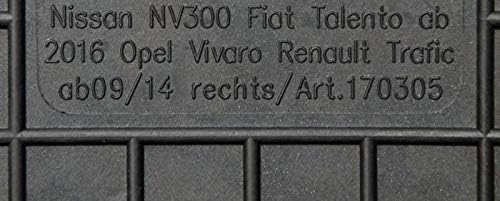 Nissan NV300 Fiat Talento ab
2016 Opel Vivaro Renault Trafic
ab09/14 rechts/Art.170305